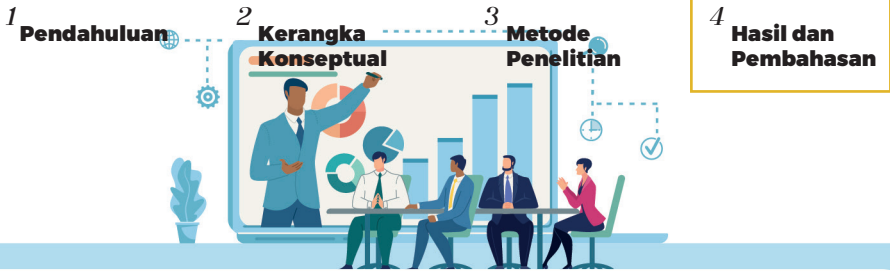 1
Pendahuluan
2
Kerangka
Konseptual
3
Metode
Penelitian
4
Hasil dan
Pembahasan